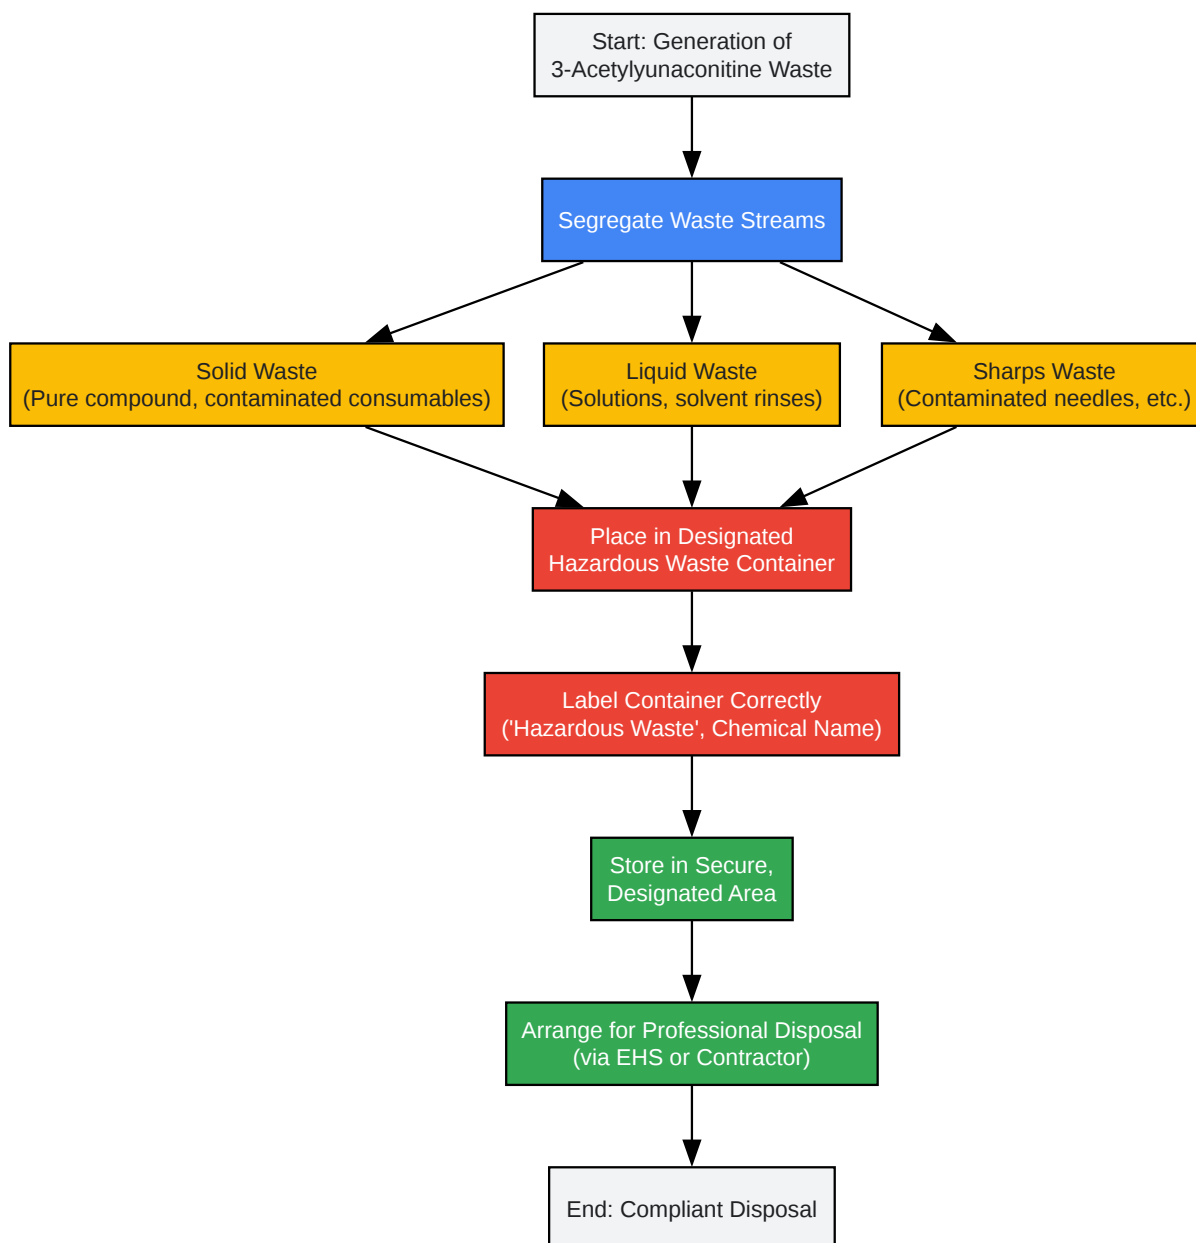 Start: Generation of
3-Acetylyunaconitine Waste
Segregate Waste Streams
Solid Waste
(Pure compound, contaminated consumables)
Liquid Waste
(Solutions, solvent rinses)
Sharps Waste
(Contaminated needles, etc.)
Place in Designated
Hazardous Waste Container
Label Container Correctly
('Hazardous Waste', Chemical Name)
Store in Secure,
Designated Area
Arrange for Professional Disposal
(via EHS or Contractor)
End: Compliant Disposal